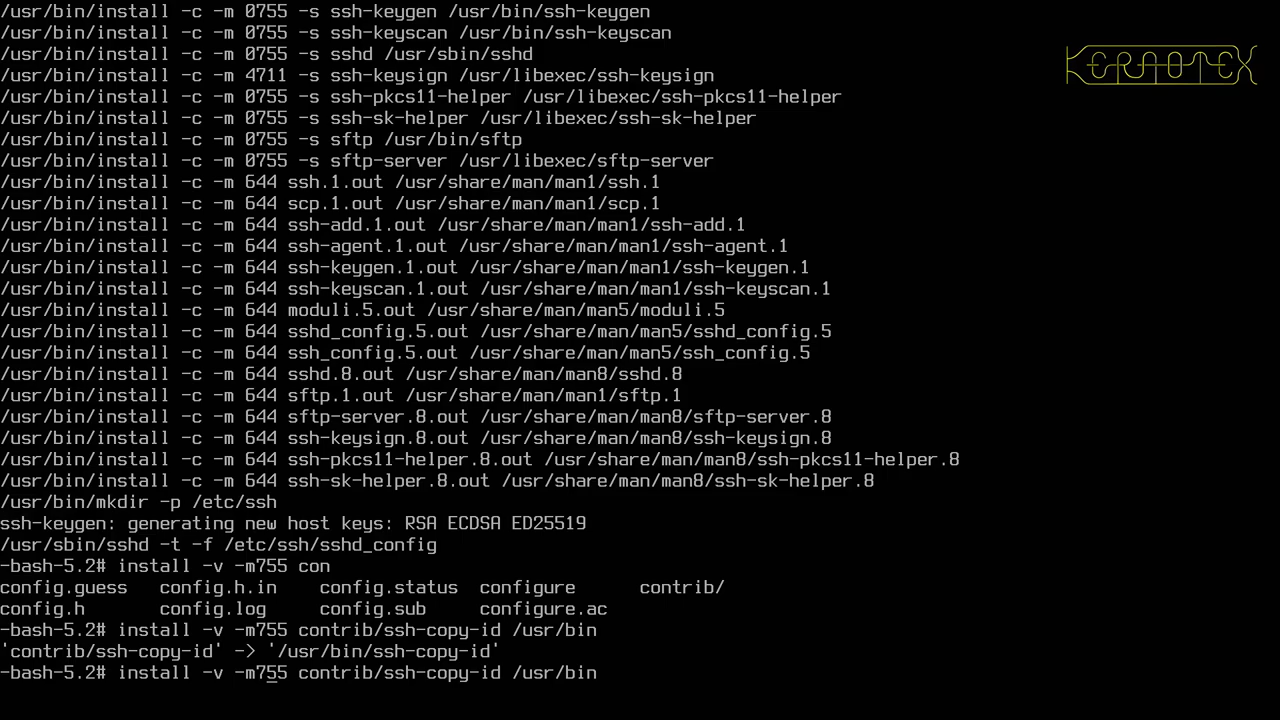 /usr/bin/install -c -m 0755 -s ssh-keygen /usr/bin/ssh-keygen
/usr/bin/install -c -m 0755 -s ssh-keyscan /usr/bin/ssh-keyscan
/usr/bin/install -c -m 0755 -s sshd /usr/sbin/sshd
/usr/bin/install -c -m 4711 -s ssh-keysign /usr/libexec/ssh-keysign
/usr/bin/install -c -m 0755 -s ssh-pkcs11-helper /usr/libexec/ssh-pkcs11-helper
/usr/bin/install -c -m 0755 -s ssh-sk-helper /usr/libexec/ssh-sk-helper
/usr/bin/install -c -m 0755 -s sftp /usr/bin/sftp
/usr/bin/install -c -m 0755 -s sftp-server /usr/libexec/sftp-server
/usr/bin/install -c -m 644 ssh.1.out /usr/share/man/man1/ssh.1
/usr/bin/install -c -m 644 scp.1.out /usr/share/man/man1/scp.1
/usr/bin/install -c -m 644 ssh-add.1.out /usr/share/man/man1/ssh-add.1
/usr/bin/install -c -m 644 ssh-agent.1.out /usr/share/man/man1/ssh-agent.1
/usr/bin/install -c -m 644 ssh-keygen.1.out /usr/share/man/man1/ssh-keygen.1
/usr/bin/install -c -m 644 ssh-keyscan.1.out /usr/share/man/man1/ssh-keyscan.1
/usr/bin/install -c -m 644 moduli.5.out /usr/share/man/man5/moduli.5
/usr/bin/install -c -m 644 sshd_config.5.out /usr/share/man/man5/sshd_config.5
/usr/bin/install -c -m 644 ssh_config.5.out /usr/share/man/man5/ssh_config.5
/usr/bin/install -c -m 644 sshd.8.out /usr/share/man/man8/sshd.8
/usr/bin/install -c -m 644 sftp.1.out /usr/share/man/man1/sftp.1
/usr/bin/install -c -m 644 sftp-server.8.out /usr/share/man/man8/sftp-server.8
/usr/bin/install -c -m 644 ssh-keysign.8.out /usr/share/man/man8/ssh-keysign.8
/usr/bin/install -c -m 644 ssh-pkcs11-helper.8.out /usr/share/man/man8/ssh-pkcs11-helper.8
/usr/bin/install -c -m 644 ssh-sk-helper.8.out /usr/share/man/man8/ssh-sk-helper.8
/usr/bin/mkdir -p /etc/ssh
ssh-keygen: generating new host keys: RSA ECDSA ED25519
/usr/sbin/sshd -t -f /etc/ssh/sshd_config
-bash-5.2# install -v -m755 con
config.guess config.h.in config.status configure contrib/
config.h config.log config.sub configure.ac
-bash-5.2# install -v -m755 contrib/ssh-copy-id /usr/bin
'contrib/ssh-copy-id' -> '/usr/bin/ssh-copy-id'
-bash-5.2# install -v -m755 contrib/ssh-copy-id /usr/bin